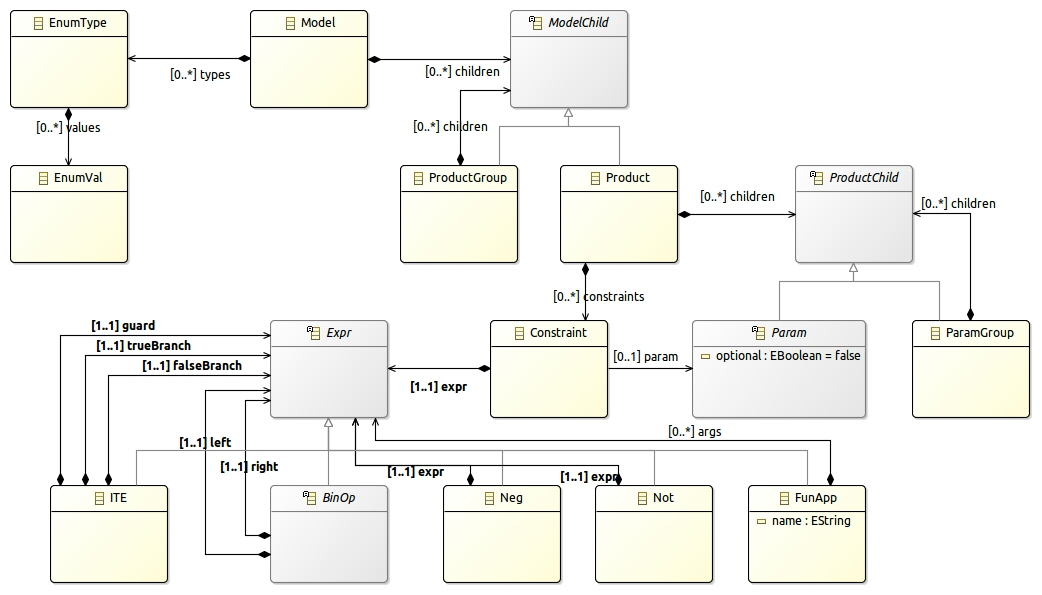 EnumType
Model
ModelChild
[0..*] types
[0..*] children
[0..*] values
[0..*] children
EnumVal
ProductGroup
Product
ProductChild
[0..*] children
[0..*] children
[0..*] constraints
[1..1] guard
Expr
Constraint
Param
ParamGroup
[1..1] trueBranch
[0..1] param
optional : EBoolean = false
[1..1] falseBranch
[1..1] expr
[0..*] args
[1..1] left
[1..1] right
[1..1] expr
[1..1] expr
ITE
BinOp
Neg
Not
FunApp
name : EString